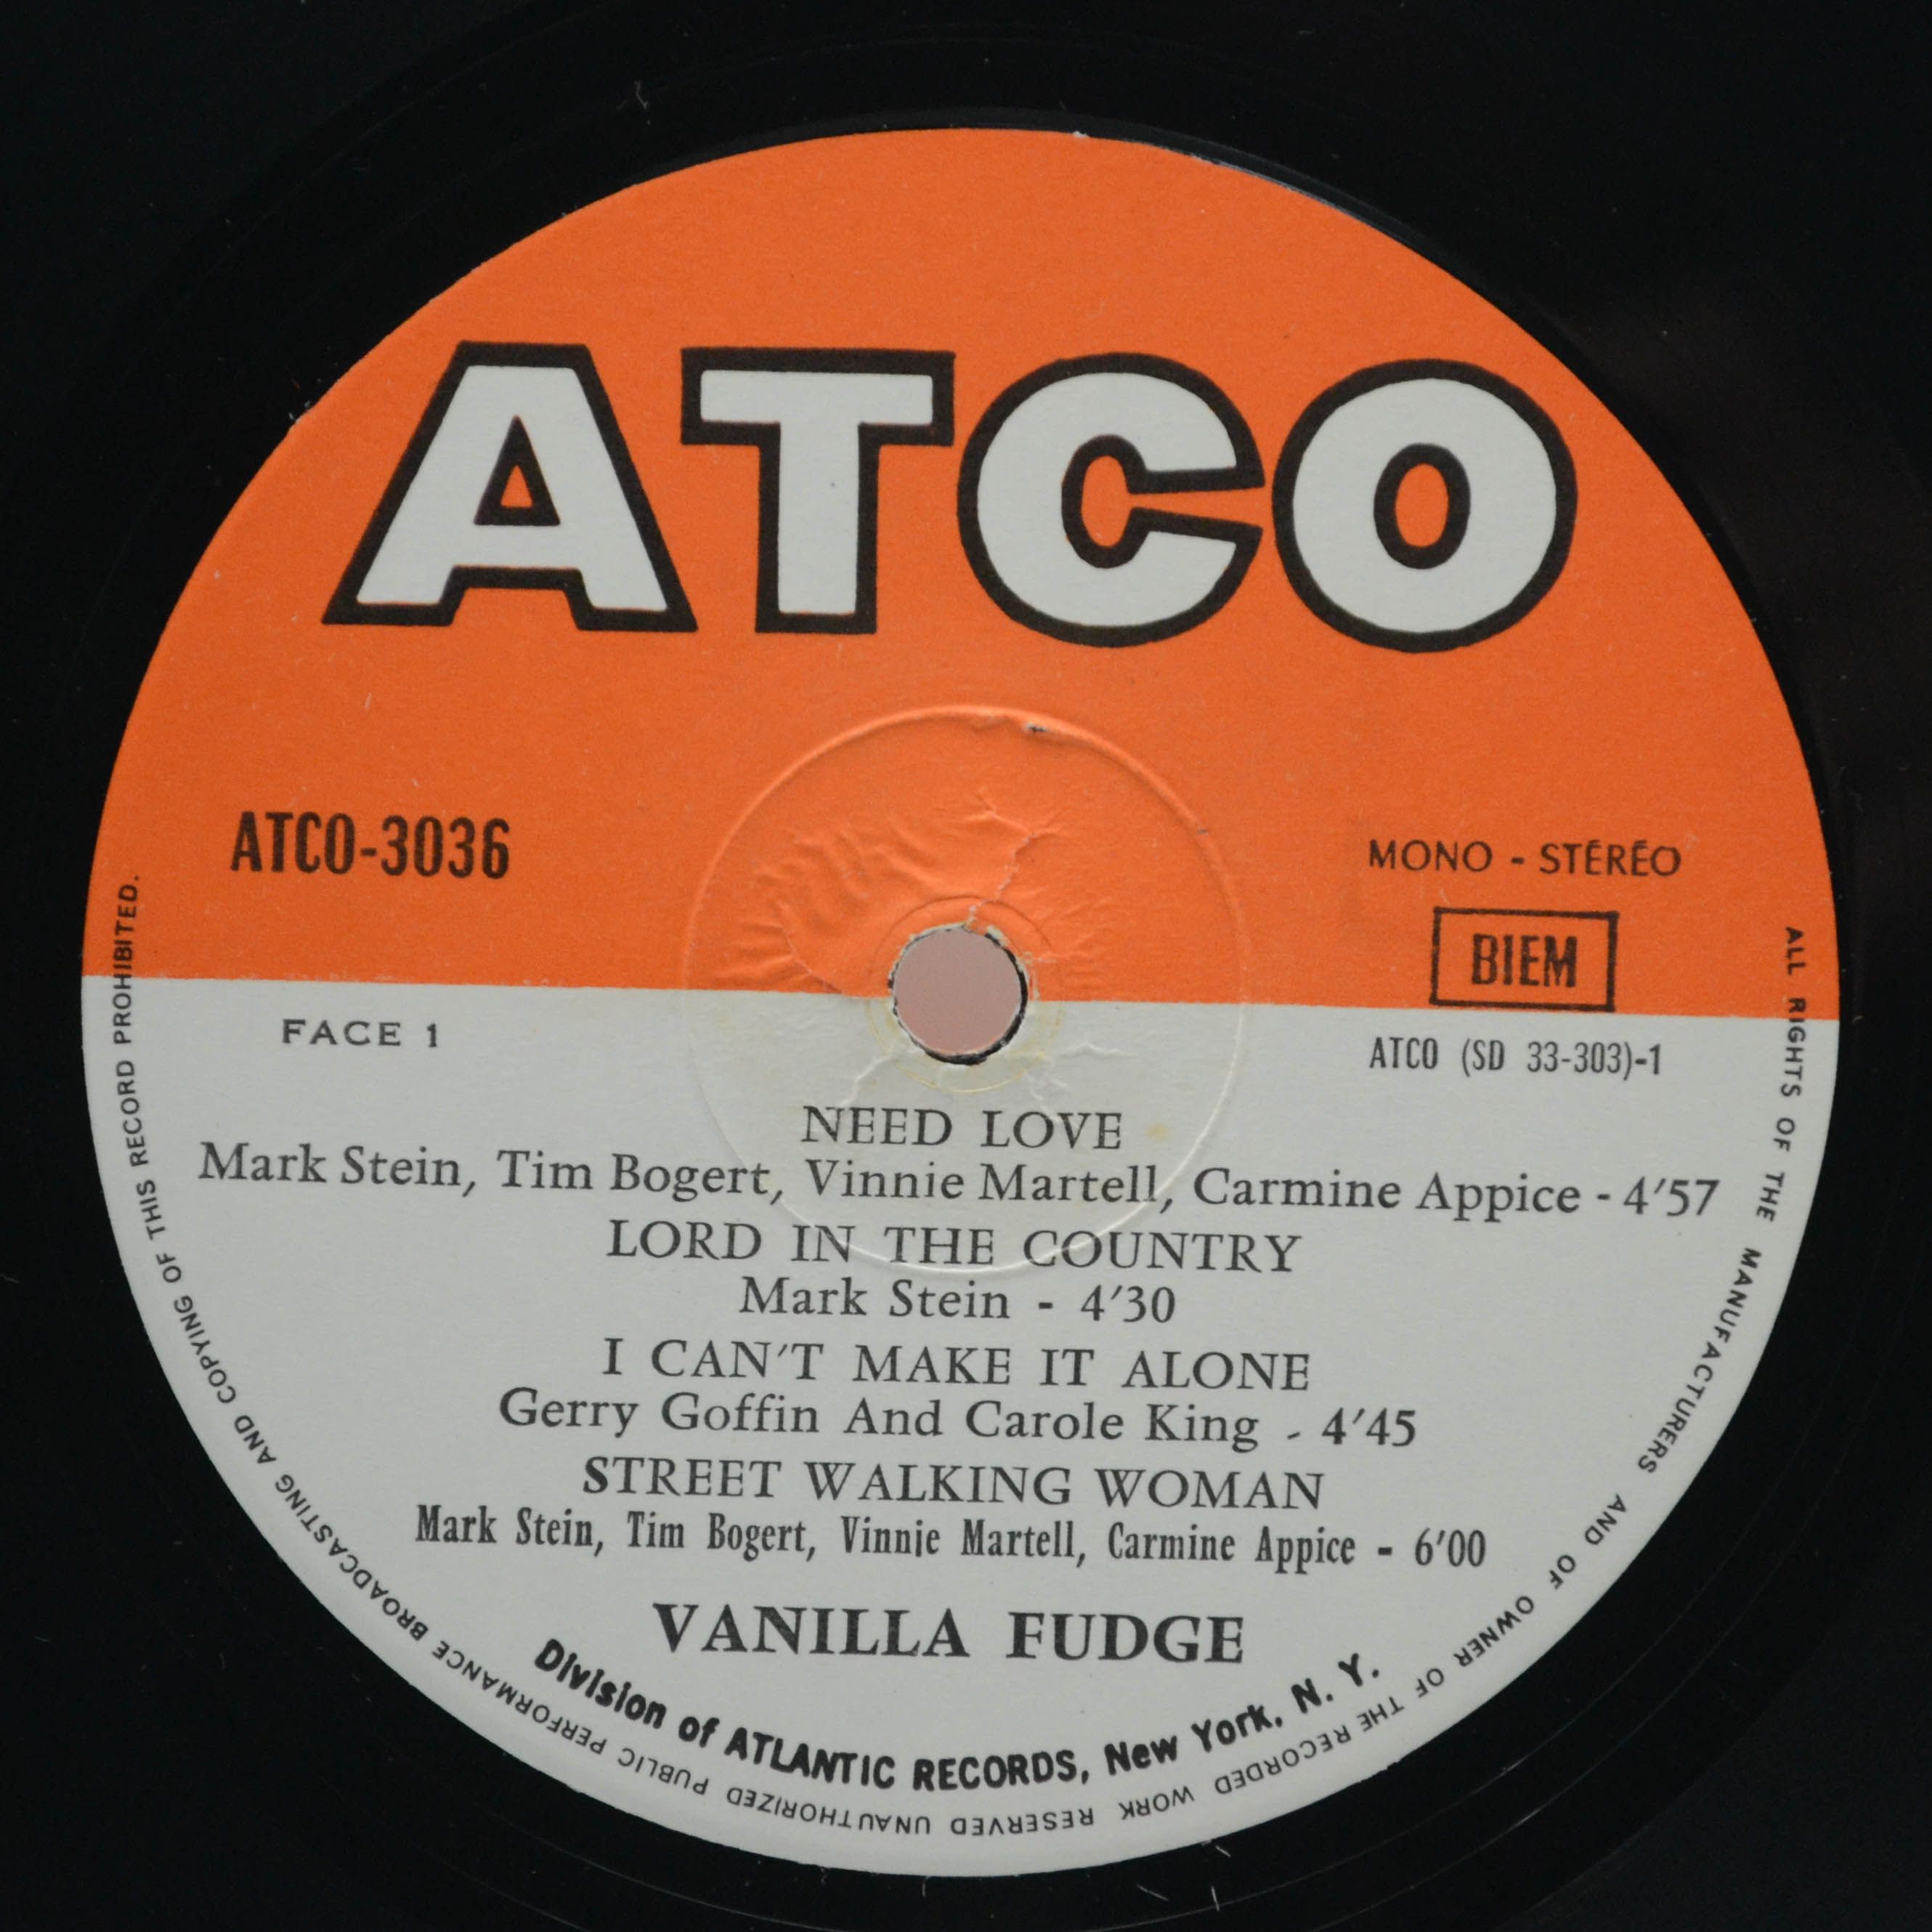 ATCO
ATCO-3036
MONO - STÉRÉO
BIEM
FACE 1
ATCO (SD 33-303)-1
NEED LOVE
Mark Stein, Tim Bogert, Vinnie Martell, Carmine Appice - 4'57
LORD IN THE COUNTRY
Mark Stein - 4'30
I CAN'T MAKE IT ALONE
Gerry Goffin And Carole King - 4'45
STREET WALKING WOMAN
Mark Stein, Tim Bogert, Vinnie Martell, Carmine Appice - 6'00
VANILLA FUDGE
Division of ATLANTIC RECORDS, New York, N. Y.
ALL RIGHTS OF THE MANUFACTURERS AND OF OWNER OF THE RECORDED WORK RESERVED UNAUTHORIZED PUBLIC PERFORMANCE BROADCASTING AND COPYING OF THIS RECORD PROHIBITED.